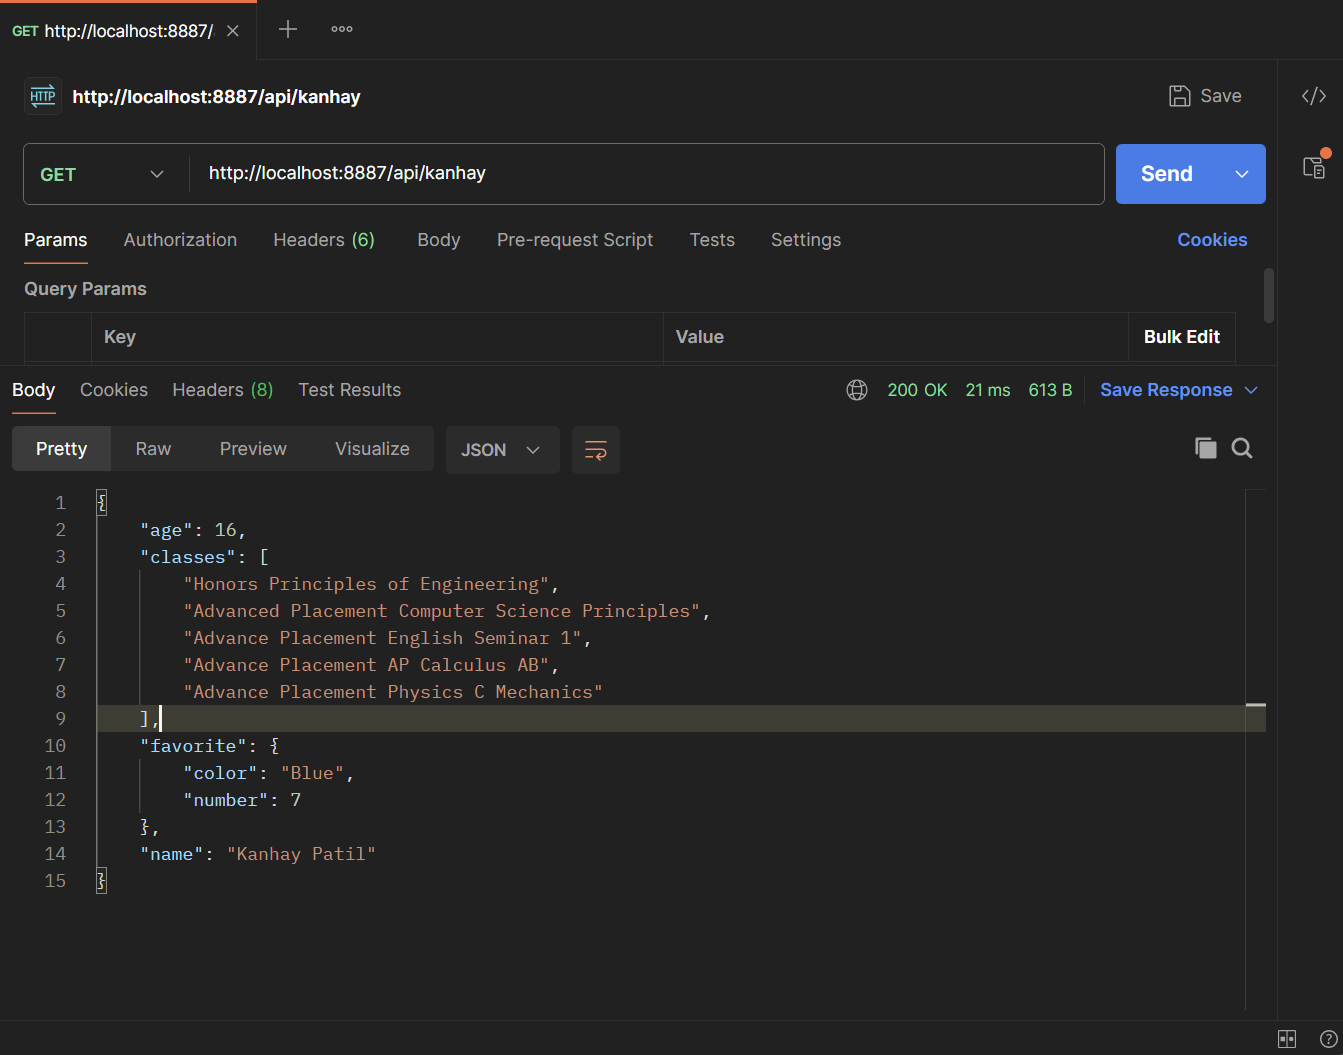 GET http://localhost:8887/
HTTP http://localhost:8887/api/kanhay
Save
GET http://localhost:8887/api/kanhay Send
Params Authorization Headers (6) Body Pre-request Script Tests Settings Cookies
Query Params
Key Value Bulk Edit
Body Cookies Headers (8) Test Results 200 OK 21 ms 613 B Save Response
Pretty Raw Preview Visualize JSON
1 {
2 "age": 16,
3 "classes": [
4 "Honors Principles of Engineering",
5 "Advanced Placement Computer Science Principles",
6 "Advance Placement English Seminar 1",
7 "Advance Placement AP Calculus AB",
8 "Advance Placement Physics C Mechanics"
9 ],
10 "favorite": {
11 "color": "Blue",
12 "number": 7
13 },
14 "name": "Kanhay Patil"
15 }